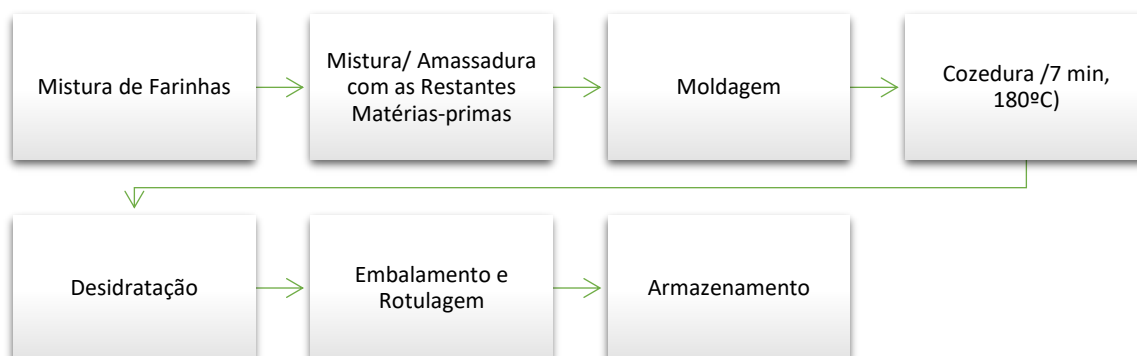 Mistura de Farinhas
Mistura/ Amassadura
com as Restantes
Matérias-primas
Moldagem
Cozedura /7 min,
180ºC)
Desidratação
Embalamento e
Rotulagem
Armazenamento